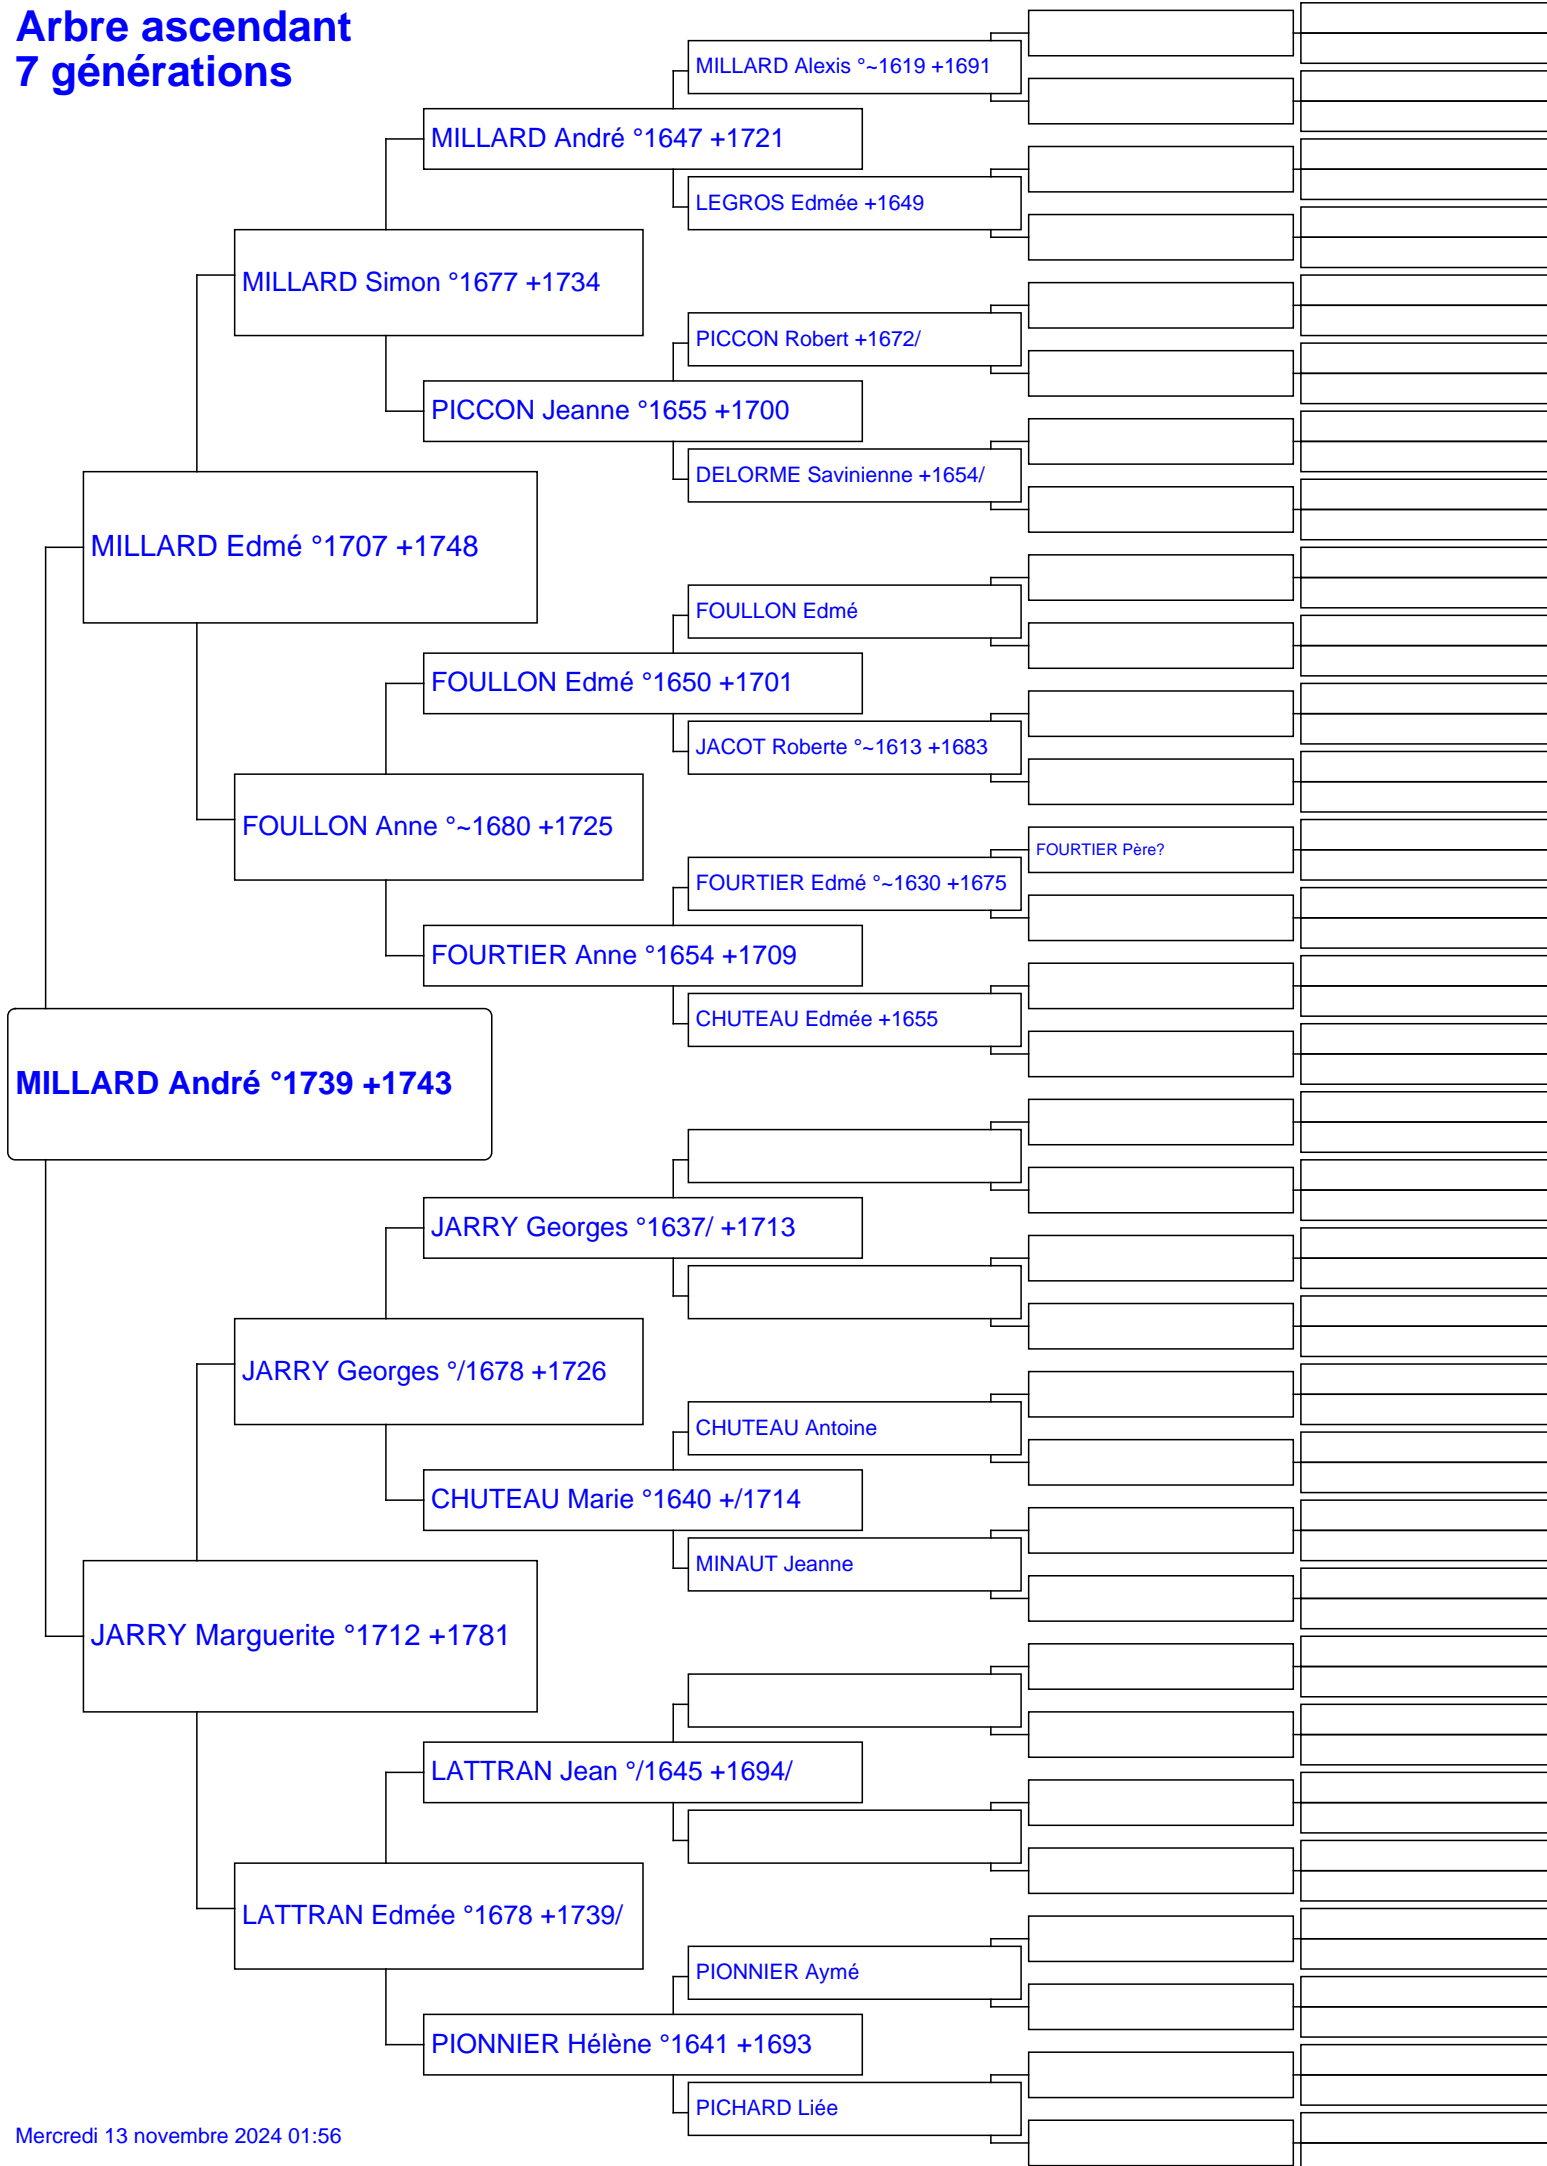 Arbre ascendant
7 générations
MILLARD Alexis °~1619 +1691
MILLARD André °1647 +1721
LEGROS Edmée +1649
MILLARD Simon °1677 +1734
PICCON Robert +1672/
PICCON Jeanne °1655 +1700
DELORME Savinienne +1654/
MILLARD Edmé °1707 +1748
FOULLON Edmé
FOULLON Edmé °1650 +1701
JACOT Roberte °~1613 +1683
FOULLON Anne °~1680 +1725
FOURTIER Père?
FOURTIER Edmé °~1630 +1675
FOURTIER Anne °1654 +1709
CHUTEAU Edmée +1655
MILLARD André °1739 +1743
JARRY Georges °1637/ +1713
JARRY Georges °/1678 +1726
CHUTEAU Antoine
CHUTEAU Marie °1640 +/1714
MINAUT Jeanne
JARRY Marguerite °1712 +1781
LATTRAN Jean °/1645 +1694/
LATTRAN Edmée °1678 +1739/
PIONNIER Aymé
PIONNIER Hélène °1641 +1693
PICHARD Liée
Mercredi 13 novembre 2024 01:56